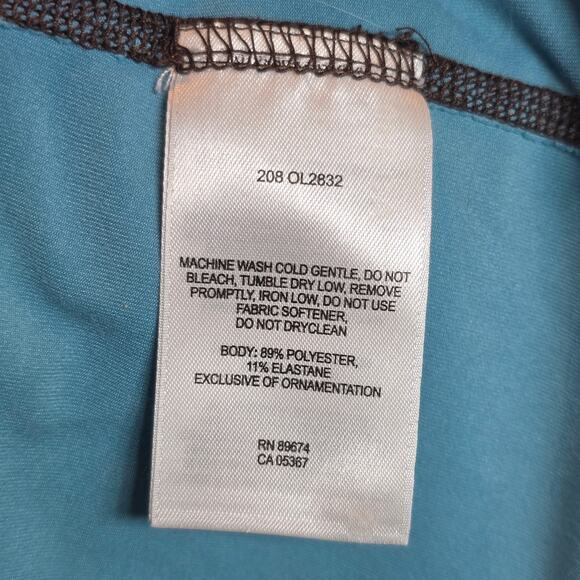 208 OL2832
MACHINE WASH COLD GENTLE, DO NOT
BLEACH, TUMBLE DRY LOW, REMOVE
PROMPTLY, IRON LOW, DO NOT USE
FABRIC SOFTENER,
DO NOT DRYCLEAN
BODY: 89% POLYESTER,
11% ELASTANE
EXCLUSIVE OF ORNAMENTATION
RN 89674
CA 05367